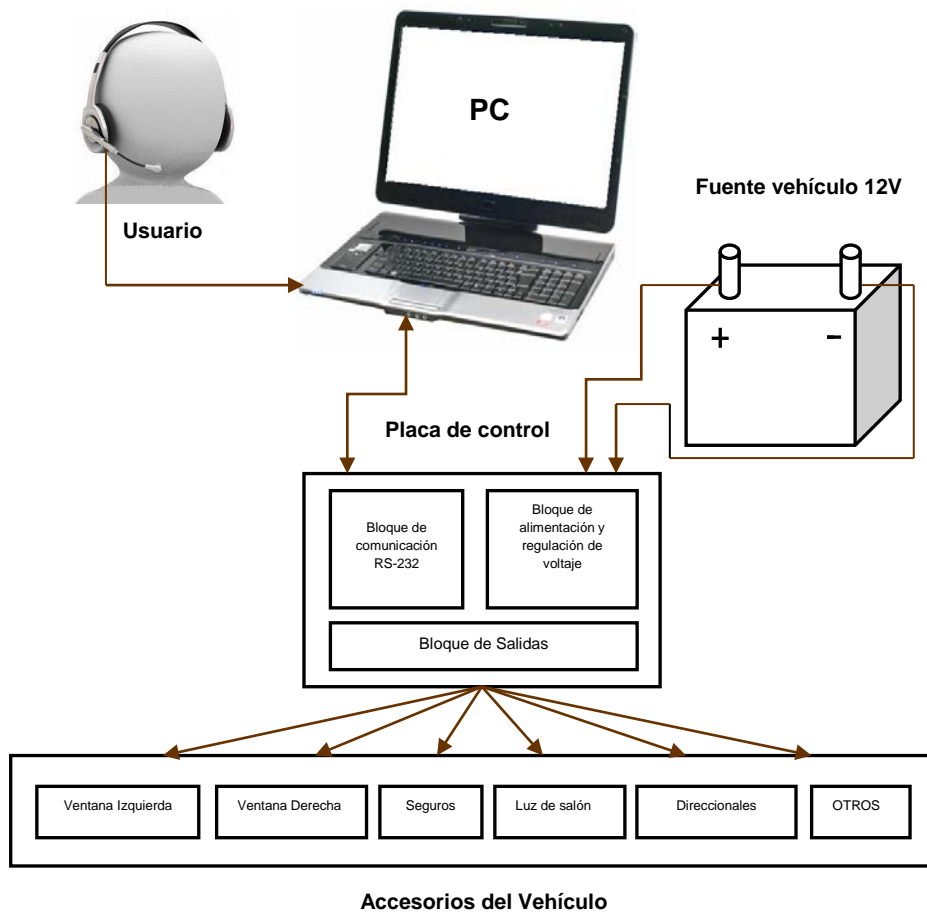 PC
Fuente vehículo 12V
Usuario
+ -
Placa de control
Bloque de
comunicación
RS-232
Bloque de
alimentación y
regulación de
voltaje
Bloque de Salidas
Ventana Izquierda
Ventana Derecha
Seguros
Luz de salón
Direccionales
OTROS
Accesorios del Vehículo